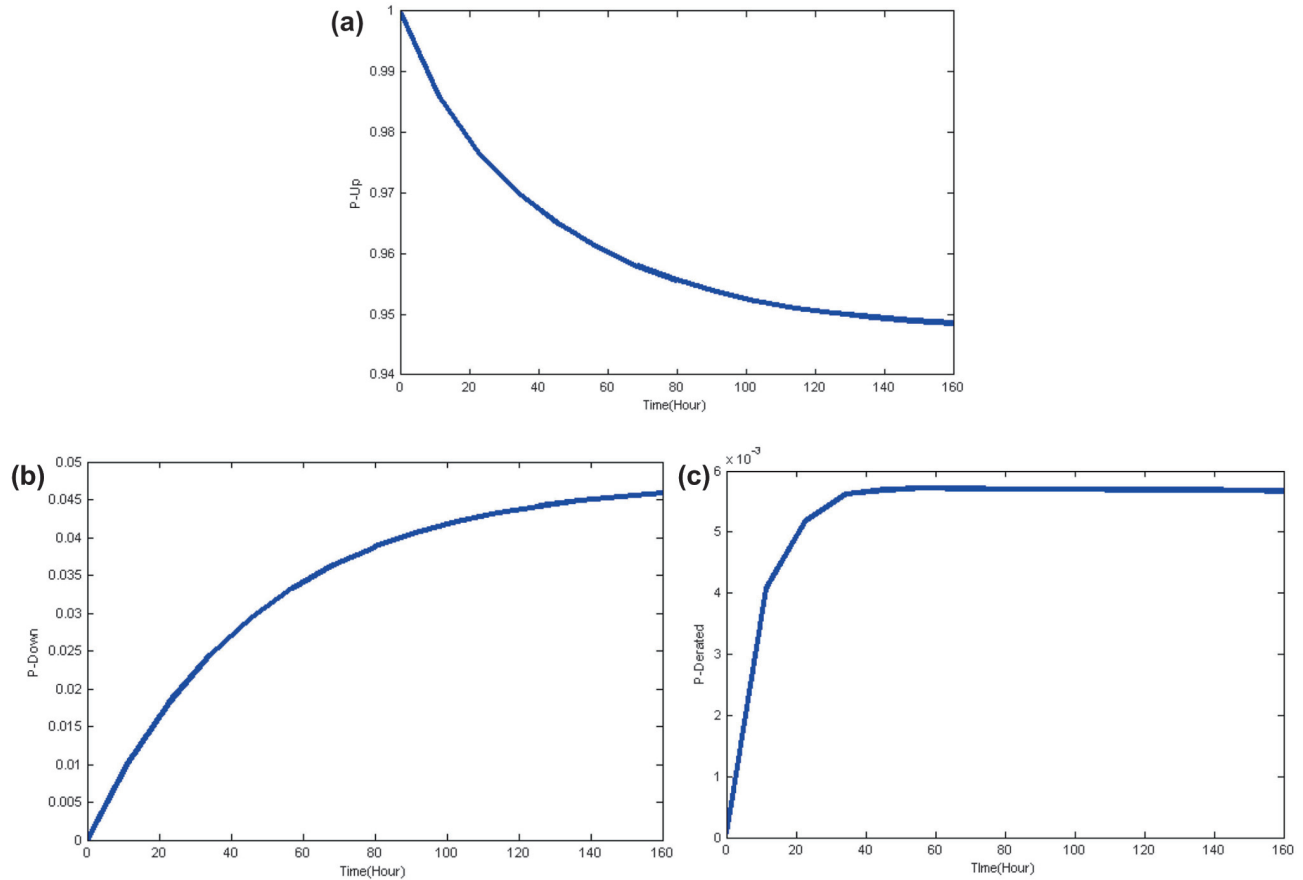 (a)
1
0.99
0.98
0.97
0.96
0.95
0.94
P-Up
0 20 40 60 80 100 120 140 160
Time(Hour)
(b)
0.05
0.045
0.04
0.035
0.03
0.025
0.02
0.015
0.01
0.005
0
P-Down
0 20 40 60 80 100 120 140 160
Time(Hour)
(c)
× 10⁻³
6
5
4
3
2
1
0
P-Derated
0 20 40 60 80 100 120 140 160
TIme(Hour)